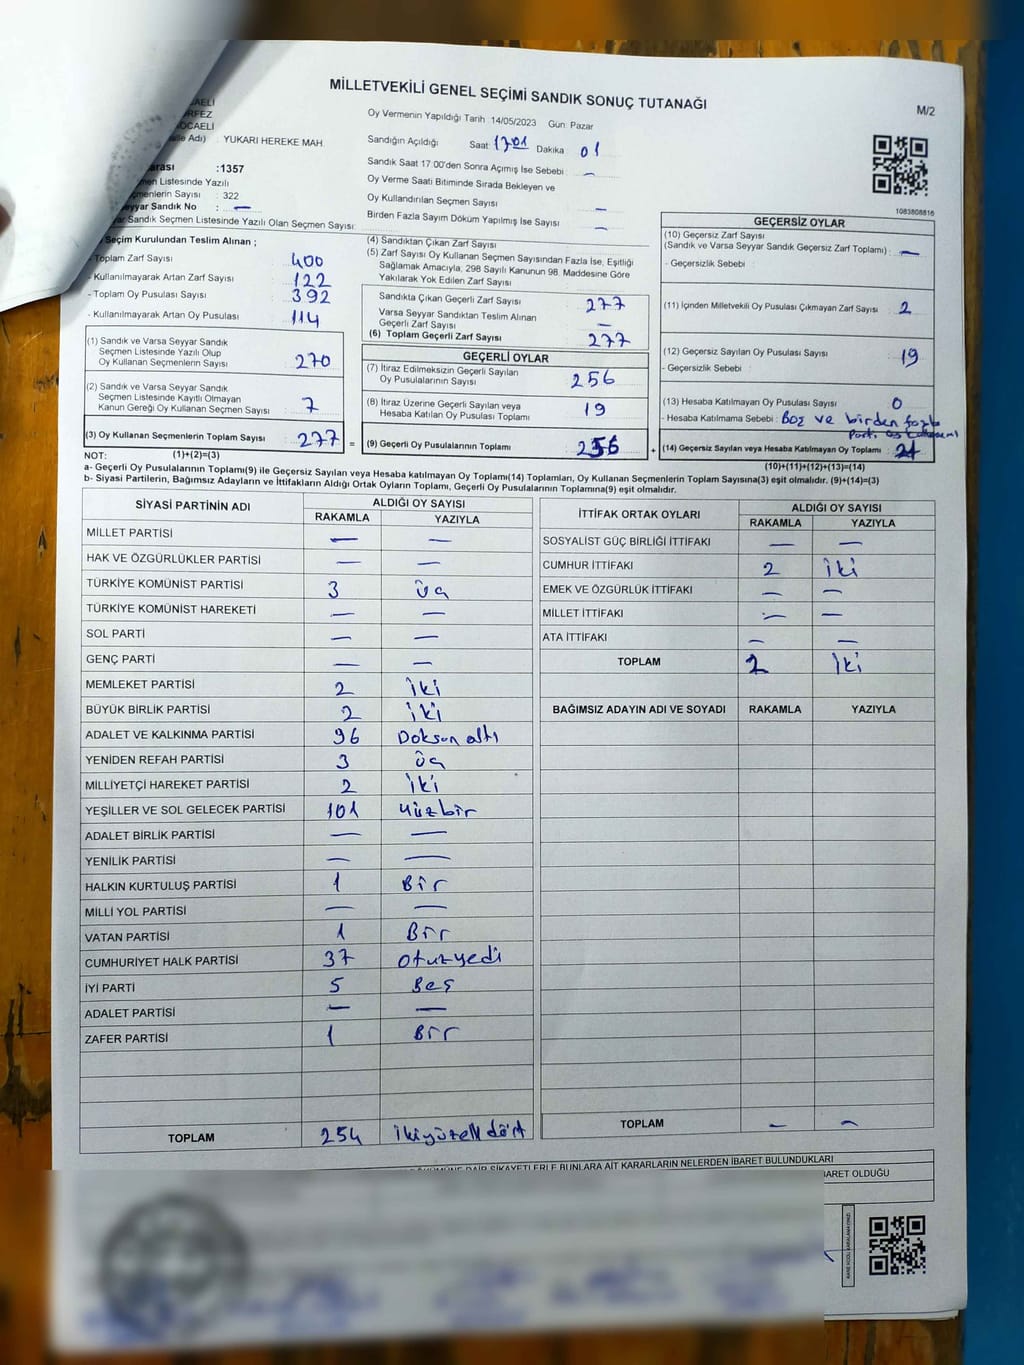 MİLLETVEKİLİ GENEL SEÇİMİ SANDIK SONUÇ TUTANAĞI
M/2
Oy Vermenin Yapıldığı Tarih 14/05/2023 Gün Pazar
YUKARI HEREKE MAH.
Sandığın Açıldığı Saat: 17 01 Dakika 01
Sandık Saat 17:00'den Sonra Açımış İse Sebebi —
:1357
Listesinde Yazılı
Sayısı : 322
Sandık No : —
Sandık Seçmen Listesinde Yazılı Olan Seçmen Sayısı:
Oy Verme Saati Bitiminde Sırada Bekleyen ve
Oy Kullandırılan Seçmen Sayısı —
Birden Fazla Sayım Döküm Yapılmış İse Sayısı —
1083808816
Seçim Kurulundan Teslim Alınan ;
Toplam Zarf Sayısı 400
- Kullanılmayarak Artan Zarf Sayısı 122
- Toplam Oy Pusulası Sayısı 392
- Kullanılmayarak Artan Oy Pusulası 114
(1) Sandık ve Varsa Seyyar Sandık
Seçmen Listesinde Yazılı Olup
Oy Kullanan Seçmenlerin Sayısı 270
(2) Sandık ve Varsa Seyyar Sandık
Seçmen Listesinde Kayıtlı Olmayan
Kanun Gereği Oy Kullanan Seçmen Sayısı 7
(3) Oy Kullanan Seçmenlerin Toplam Sayısı 277 =
(4) Sandıktan Çıkan Zarf Sayısı
(5) Zarf Sayısı Oy Kullanan Seçmen Sayısından Fazla İse, Eşitliği
Sağlamak Amacıyla, 298 Sayılı Kanunun 98. Maddesine Göre
Yakılarak Yok Edilen Zarf Sayısı
Sandıkta Çıkan Geçerli Zarf Sayısı 277
Varsa Seyyar Sandıktan Teslim Alınan
Geçerli Zarf Sayısı —
(6) Toplam Geçerli Zarf Sayısı 277
GEÇERLİ OYLAR
(7) İtiraz Edilmeksizin Geçerli Sayılan
Oy Pusulalarının Sayısı 256
(8) İtiraz Üzerine Geçerli Sayılan veya
Hesaba Katılan Oy Pusulası Toplamı 19
(9) Geçerli Oy Pusulalarının Toplamı 256 +
GEÇERSİZ OYLAR
(10) Geçersiz Zarf Sayısı
(Sandık ve Varsa Seyyar Sandık Geçersiz Zarf Toplamı) : —
- Geçersizlik Sebebi
(11) İçinden Milletvekili Oy Pusulası Çıkmayan Zarf Sayısı 2
(12) Geçersiz Sayılan Oy Pusulası Sayısı 19
- Geçersizlik Sebebi :
(13) Hesaba Katılmayan Oy Pusulası Sayısı 0
- Hesaba Katılmama Sebebi : Boş ve birden fazla
(14) Geçersiz Sayılan veya Hesaba Katılmayan Oy Toplamı 21
NOT: (1)+(2)=(3)
(10)+(11)+(12)+(13)=(14)
a- Geçerli Oy Pusulalarının Toplamı(9) ile Geçersiz Sayılan veya Hesaba katılmayan Oy Toplamı(14) Toplamları, Oy Kullanan Seçmenlerin Toplam Sayısına(3) eşit olmalıdır. (9)+(14)=(3)
b- Siyasi Partilerin, Bağımsız Adayların ve İttifakların Aldığı Ortak Oyların Toplamı, Geçerli Oy Pusulalarının Toplamına(9) eşit olmalıdır.
SİYASİ PARTİNİN ADI ALDIĞI OY SAYISI
RAKAMLA YAZIYLA
MİLLET PARTİSİ — —
HAK VE ÖZGÜRLÜKLER PARTİSİ — —
TÜRKİYE KOMÜNİST PARTİSİ 3 üç
TÜRKİYE KOMÜNİST HAREKETİ — —
SOL PARTİ — —
GENÇ PARTİ — —
MEMLEKET PARTİSİ 2 iki
BÜYÜK BİRLİK PARTİSİ 2 iki
ADALET VE KALKINMA PARTİSİ 96 Doksan altı
YENİDEN REFAH PARTİSİ 3 üç
MİLLİYETÇİ HAREKET PARTİSİ 2 iki
YEŞİLLER VE SOL GELECEK PARTİSİ 101 Yüzbir
ADALET BİRLİK PARTİSİ — —
YENİLİK PARTİSİ — —
HALKIN KURTULUŞ PARTİSİ 1 Bir
MİLLİ YOL PARTİSİ — —
VATAN PARTİSİ 1 Bir
CUMHURİYET HALK PARTİSİ 37 otuzyedi
İYİ PARTİ 5 Beş
ADALET PARTİSİ — —
ZAFER PARTİSİ 1 Bir
TOPLAM 254 ikiyüzelli dört
İTTİFAK ORTAK OYLARI ALDIĞI OY SAYISI
RAKAMLA YAZIYLA
SOSYALİST GÜÇ BİRLİĞİ İTTİFAKI — —
CUMHUR İTTİFAKI 2 iki
EMEK VE ÖZGÜRLÜK İTTİFAKI — —
MİLLET İTTİFAKI — —
ATA İTTİFAKI — —
TOPLAM 2 iki
BAĞIMSIZ ADAYIN ADI VE SOYADI RAKAMLA YAZIYLA
TOPLAM — —
ŞİKAYETLERLE BUNLARA AİT KARARLARIN NELERDEN İBARET BULUNDUKLARI
OLDUĞU